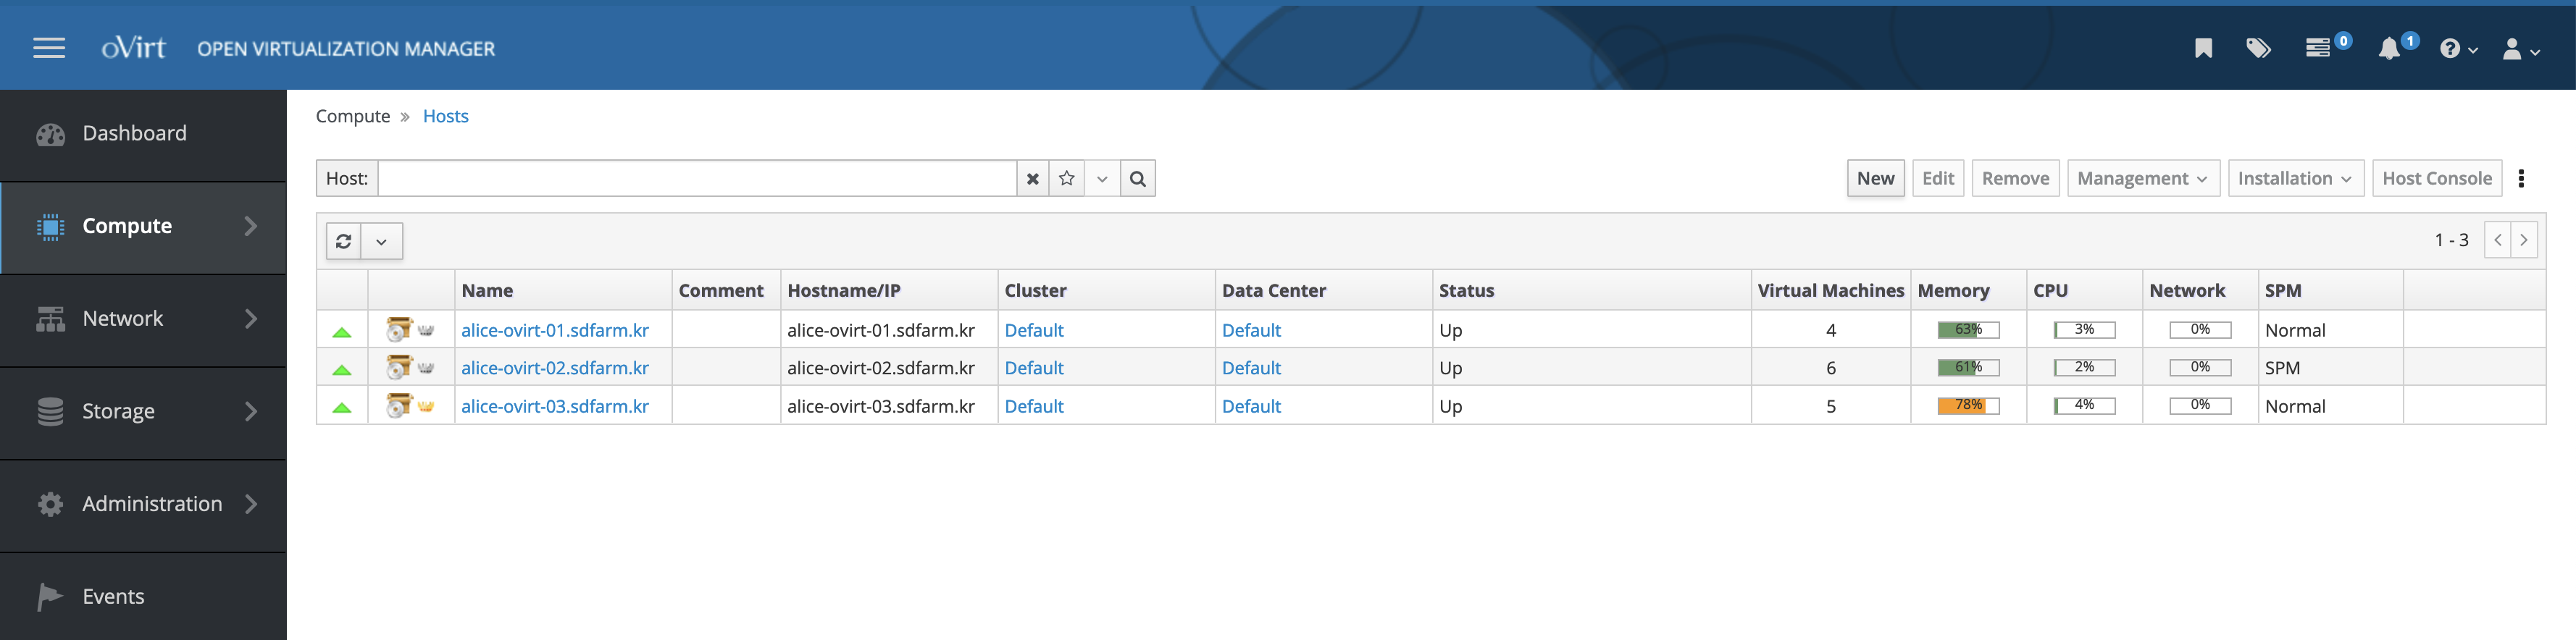 oVirt OPEN VIRTUALIZATION MANAGER 0 1
Dashboard
Compute
Network
Storage
Administration
Events
Compute » Hosts
Host: New Edit Remove Management Installation Host Console
1 - 3
Name Comment Hostname/IP Cluster Data Center Status Virtual Machines Memory CPU Network SPM
alice-ovirt-01.sdfarm.kr alice-ovirt-01.sdfarm.kr Default Default Up 4 63% 3% 0% Normal
alice-ovirt-02.sdfarm.kr alice-ovirt-02.sdfarm.kr Default Default Up 6 61% 2% 0% SPM
alice-ovirt-03.sdfarm.kr alice-ovirt-03.sdfarm.kr Default Default Up 5 78% 4% 0% Normal